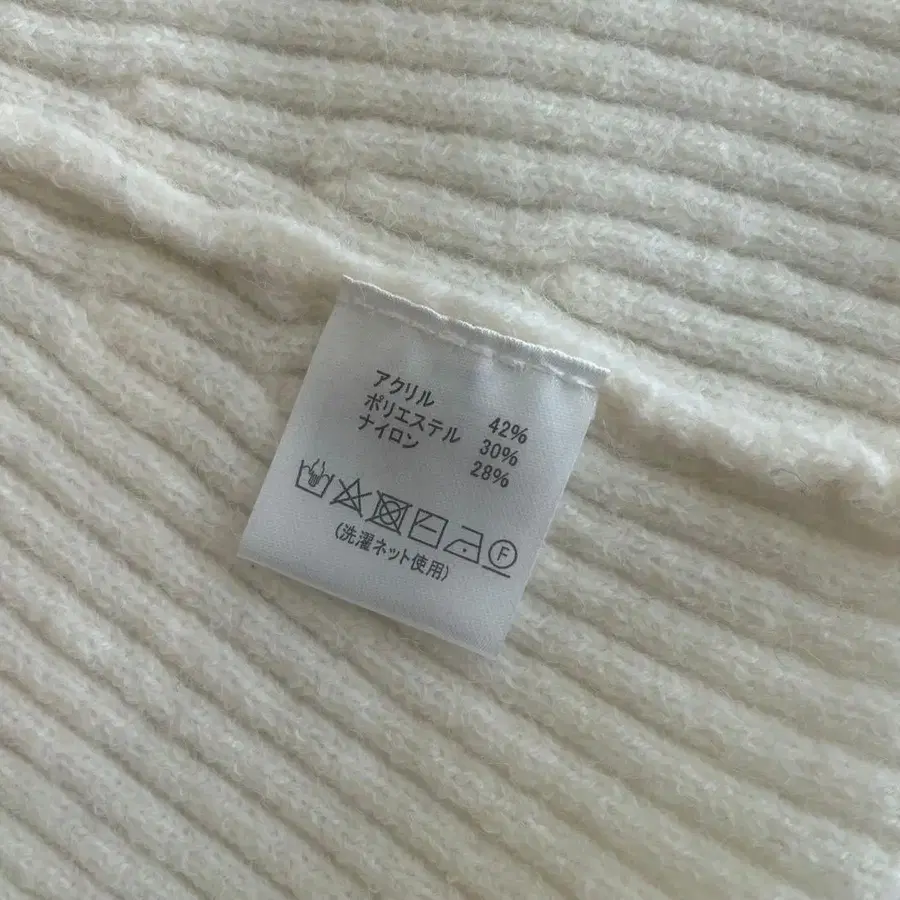 アクリル 42%
ポリエステル 30%
ナイロン 28%
F
(洗濯ネット使用)